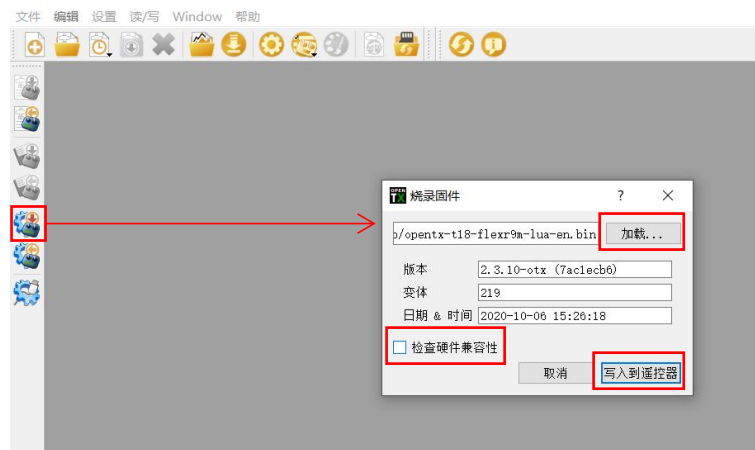 文件 编辑 设置 读/写 Window 帮助
OPEN TX 烧录固件 ? ×
/opentx-t18-flexr9m-lua-en.bin 加载...
版本 2.3.10-otx (7ac1ecb6)
变体 219
日期 & 时间 2020-10-06 15:26:18
检查硬件兼容性
取消 写入到遥控器